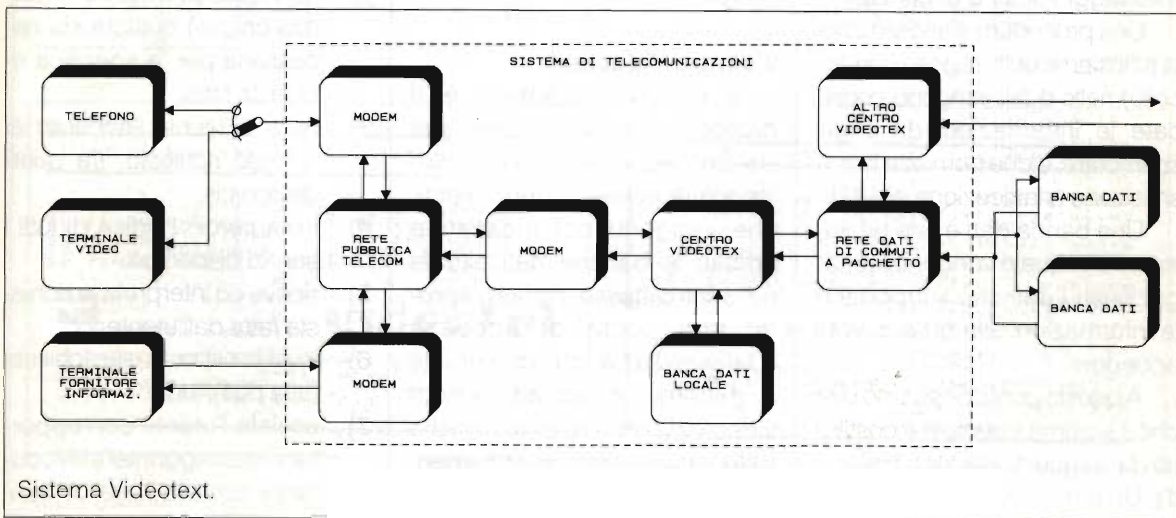 SISTEMA DI TELECOMUNICAZIONI
TELEFONO
MODEM
ALTRO
CENTRO
VIDEOTEX
TERMINALE
VIDEO
RETE
PUBBLICA
TELECOM
MODEM
CENTRO
VIDEOTEX
RETE DATI
DI COMMUT.
A PACCHETTO
BANCA DATI
BANCA DATI
TERMINALE
FORNITORE
INFORMAZ.
MODEM
BANCA DATI
LOCALE
Sistema Videotext.